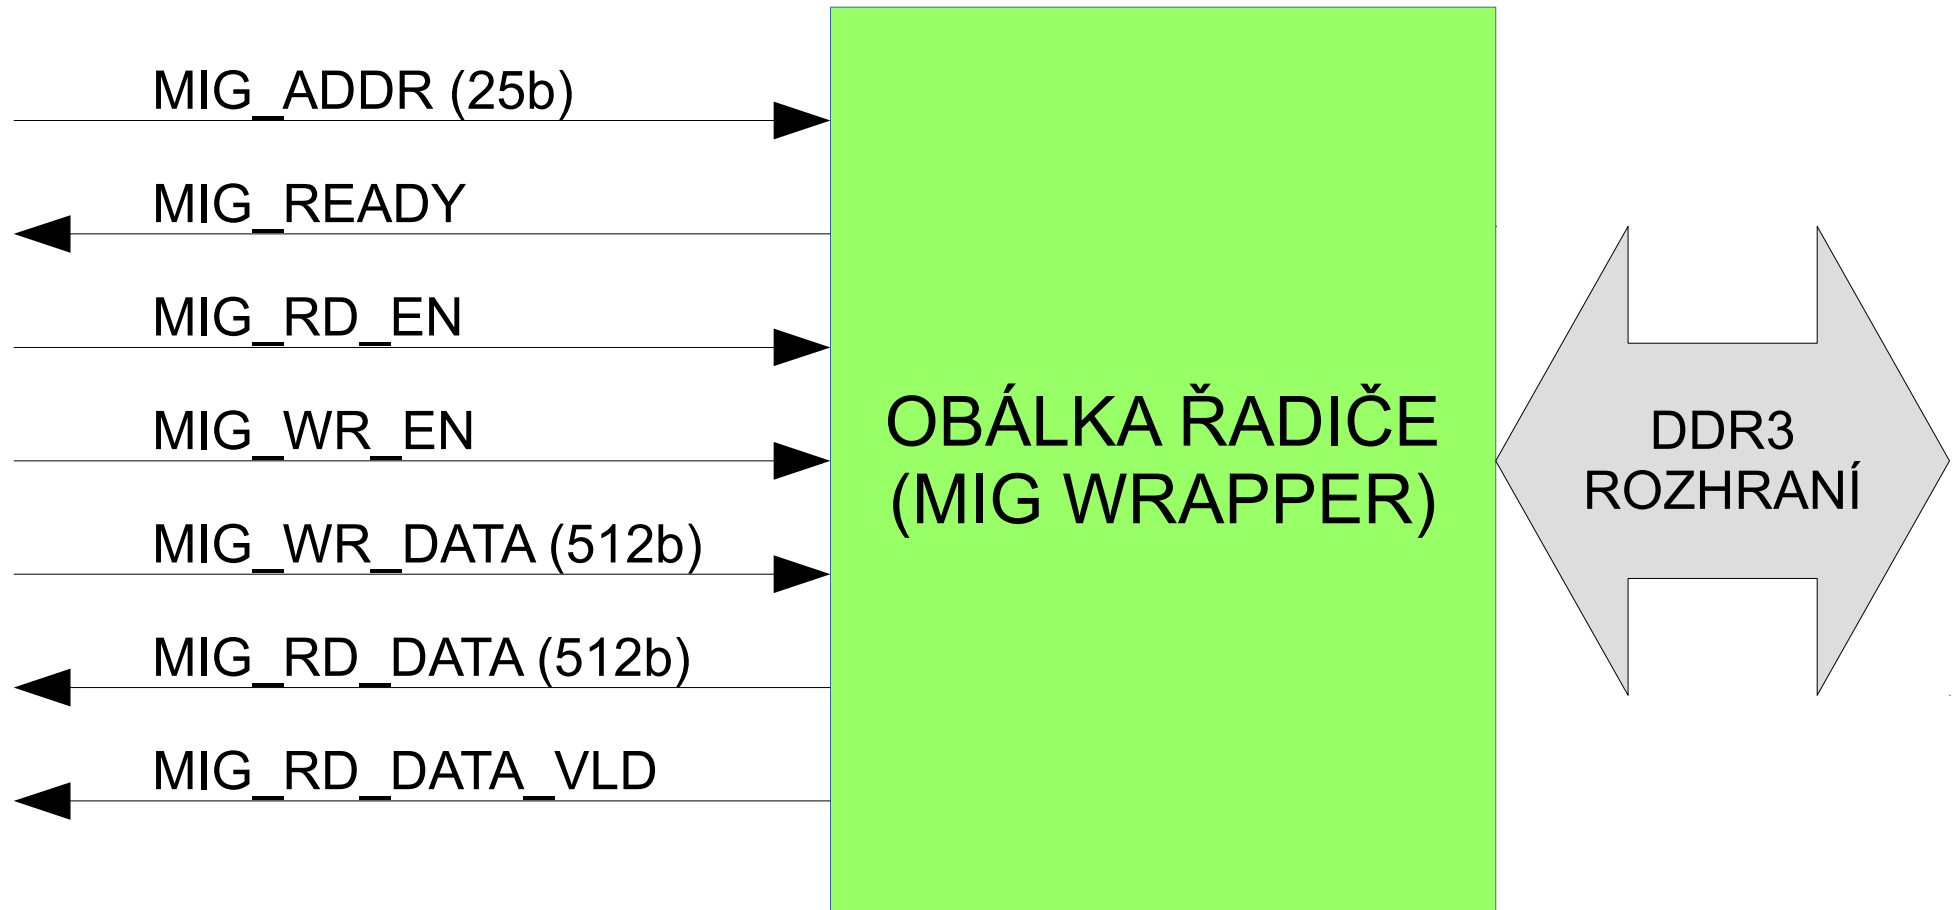 MIG_ADDR (25b)
MIG_READY
MIG_RD_EN
MIG_WR_EN
MIG_WR_DATA (512b)
MIG_RD_DATA (512b)
MIG_RD_DATA_VLD
OBÁLKA ŘADIČE
(MIG WRAPPER)
DDR3
ROZHRANÍ